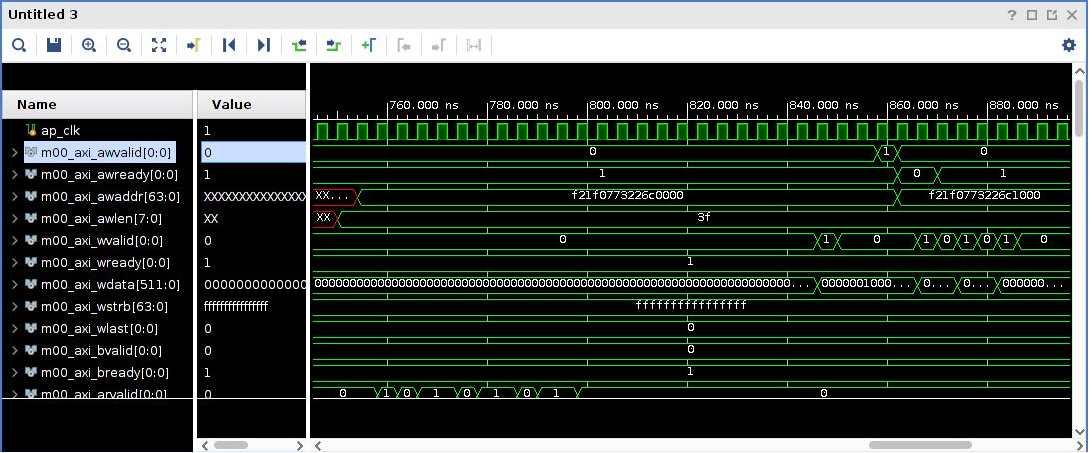 Untitled 3
Name Value 760.000 ns 780.000 ns 800.000 ns 820.000 ns 840.000 ns 860.000 ns 880.000 ns
ap_clk 1
m00_axi_awvalid[0:0] 0 0 1 0
m00_axi_awready[0:0] 1 1 0 1
m00_axi_awaddr[63:0] XXXXXXXXXXXXXXX XX... f21f0773226c0000 f21f0773226c1000
m00_axi_awlen[7:0] XX XX 3f
m00_axi_wvalid[0:0] 0 0 1 0 1 0 1 0 1 0
m00_axi_wready[0:0] 1 1
m00_axi_wdata[511:0] 00000000000000 000000000000000000000000000000000000000000000000000000000000000000000... 000001000... 0... 0... 000000...
m00_axi_wstrb[63:0] ffffffffffffffff ffffffffffffffff
m00_axi_wlast[0:0] 0 0
m00_axi_bvalid[0:0] 0 0
m00_axi_bready[0:0] 1 1
m00_axi_arvalid[0:0] 0 0 1 0 1 0 1 0 1 0